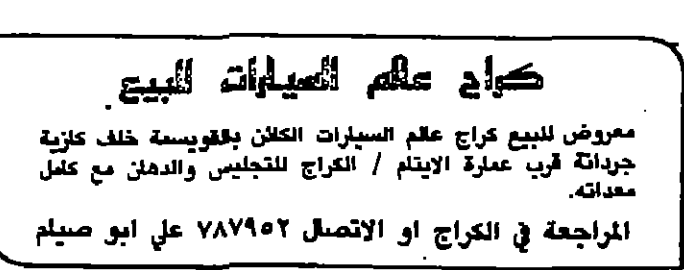 كراج عالم السيارات للبيع
معروض للبيع كراج عالم السيارات الكائن بالقويسمة خلف كازية
جردانة قرب عمارة الايتام / الكراج للتجليس والدهان مع كامل
معداته.
المراجعة في الكراج او الاتصال ٧٨٧٩٥٢ علي ابو صيام